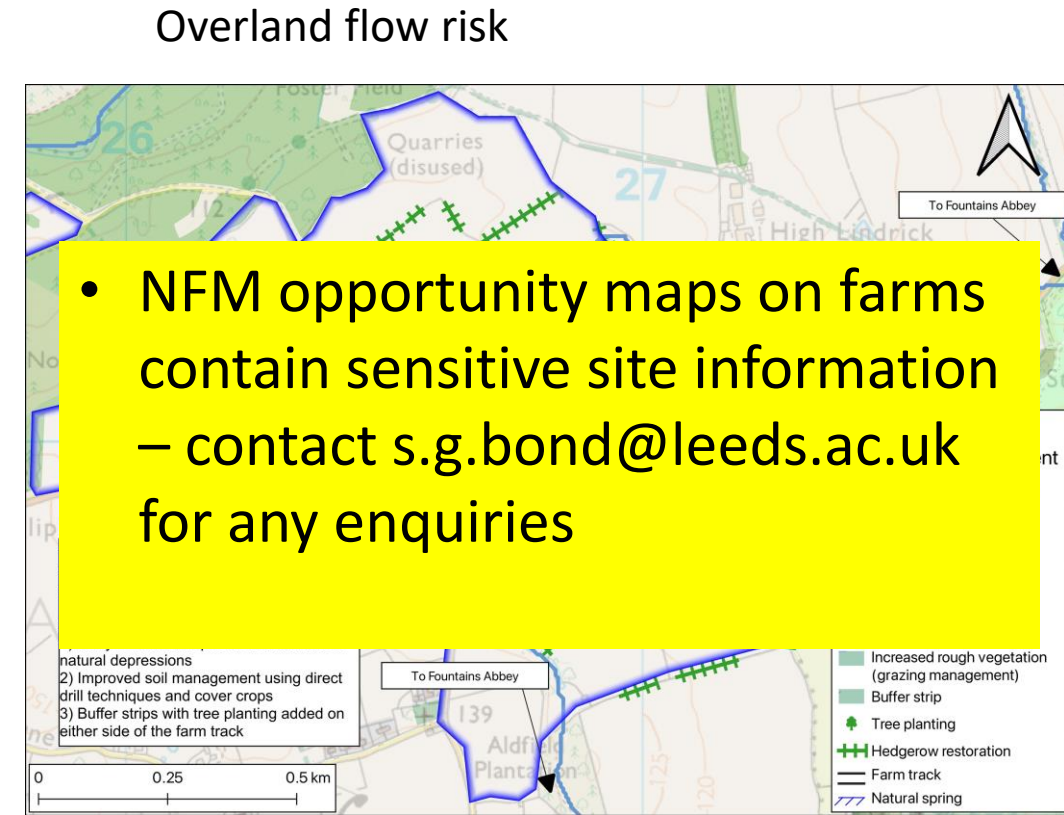 Overland flow risk
Foster Field
26
Quarries
(disused)
27
112
To Fountains Abbey
High Lindrick
• NFM opportunity maps on farms
contain sensitive site information
– contact s.g.bond@leeds.ac.uk
for any enquiries
natural depressions
2) Improved soil management using direct
drill techniques and cover crops
3) Buffer strips with tree planting added on
either side of the farm track
To Fountains Abbey
139
Aldfield
Plantation
125
120
Increased rough vegetation
(grazing management)
Buffer strip
Tree planting
Hedgerow restoration
Farm track
Natural spring
0 0.25 0.5 km